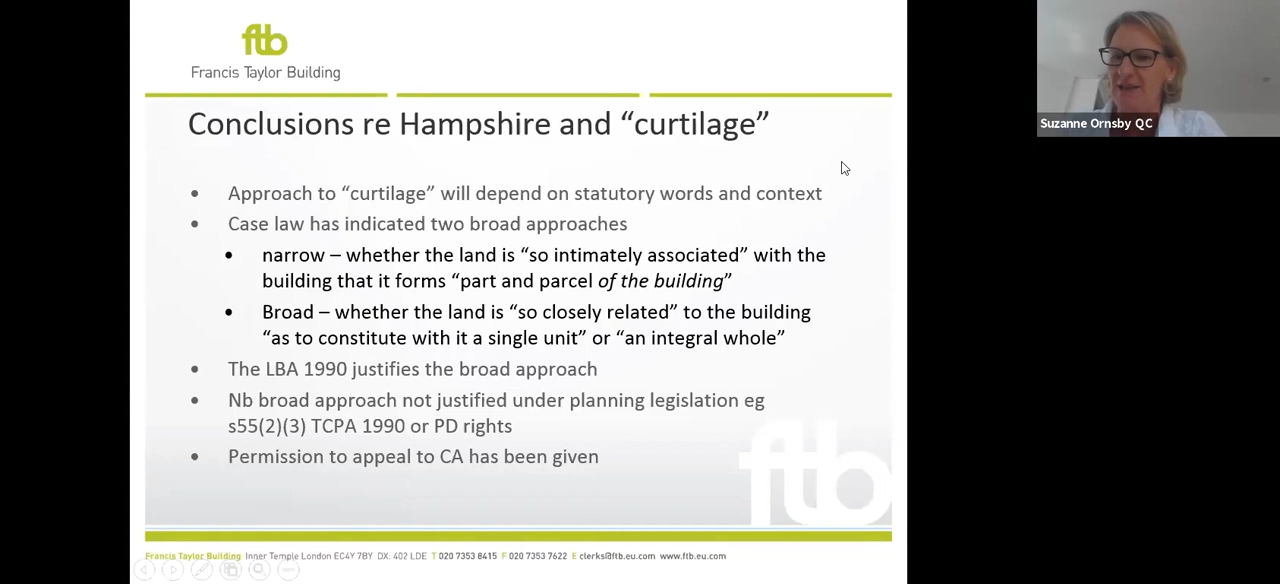 ftb
Francis Taylor Building
Suzanne Ornsby QC
Conclusions re Hampshire and “curtilage”
• Approach to “curtilage” will depend on statutory words and context
• Case law has indicated two broad approaches
• narrow – whether the land is “so intimately associated” with the
building that it forms “part and parcel of the building”
• Broad – whether the land is “so closely related” to the building
“as to constitute with it a single unit” or “an integral whole”
• The LBA 1990 justifies the broad approach
• Nb broad approach not justified under planning legislation eg
s55(2)(3) TCPA 1990 or PD rights
• Permission to appeal to CA has been given
ftb
Francis Taylor Building Inner Temple London EC4Y 7BY DX: 402 LDE T 020 7353 8415 F 020 7353 7622 E clerks@ftb.eu.com www.ftb.eu.com